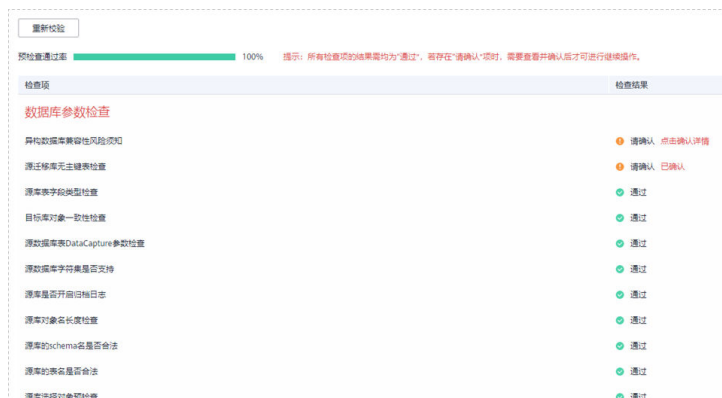 重新校验
预检查通过率 100% 提示：所有检查项的结果需均为“通过”，若存在“请确认”项时，需要查看并确认后才可进行继续操作。
检查项 检查结果
数据库参数检查
异构数据库兼容性风险须知 请确认 点击确认详情
源迁移库无主键表检查 请确认 已确认
源库表字段类型检查 通过
目标库对象一致性检查 通过
源数据库表DataCapture参数检查 通过
源数据库字符集是否支持 通过
源库是否开启归档日志 通过
源库对象名长度检查 通过
源库的schema名是否合法 通过
源库的表名是否合法 通过
源库选择对象预检查 通过